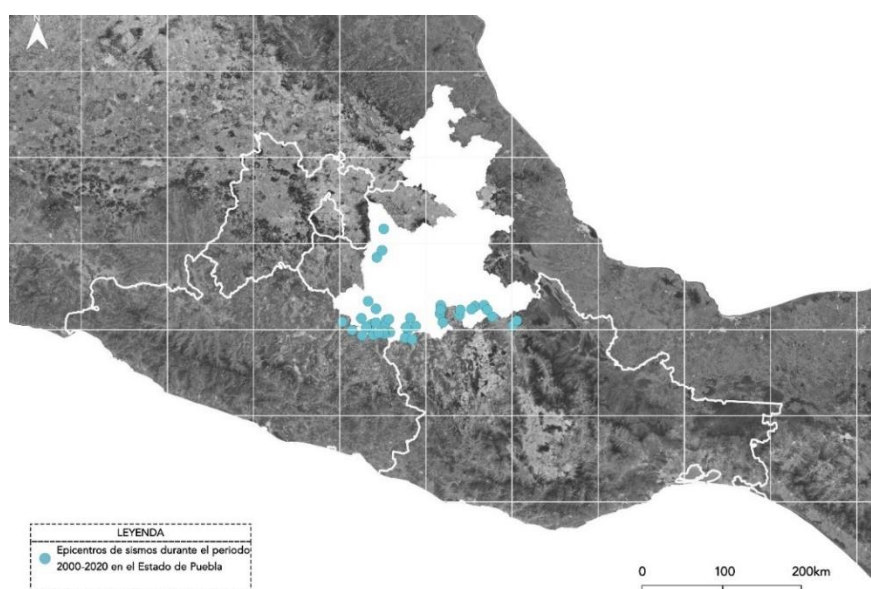 N
LEYENDA
Epicentros de sismos durante el periodo
2000-2020 en el Estado de Puebla
0 100 200km